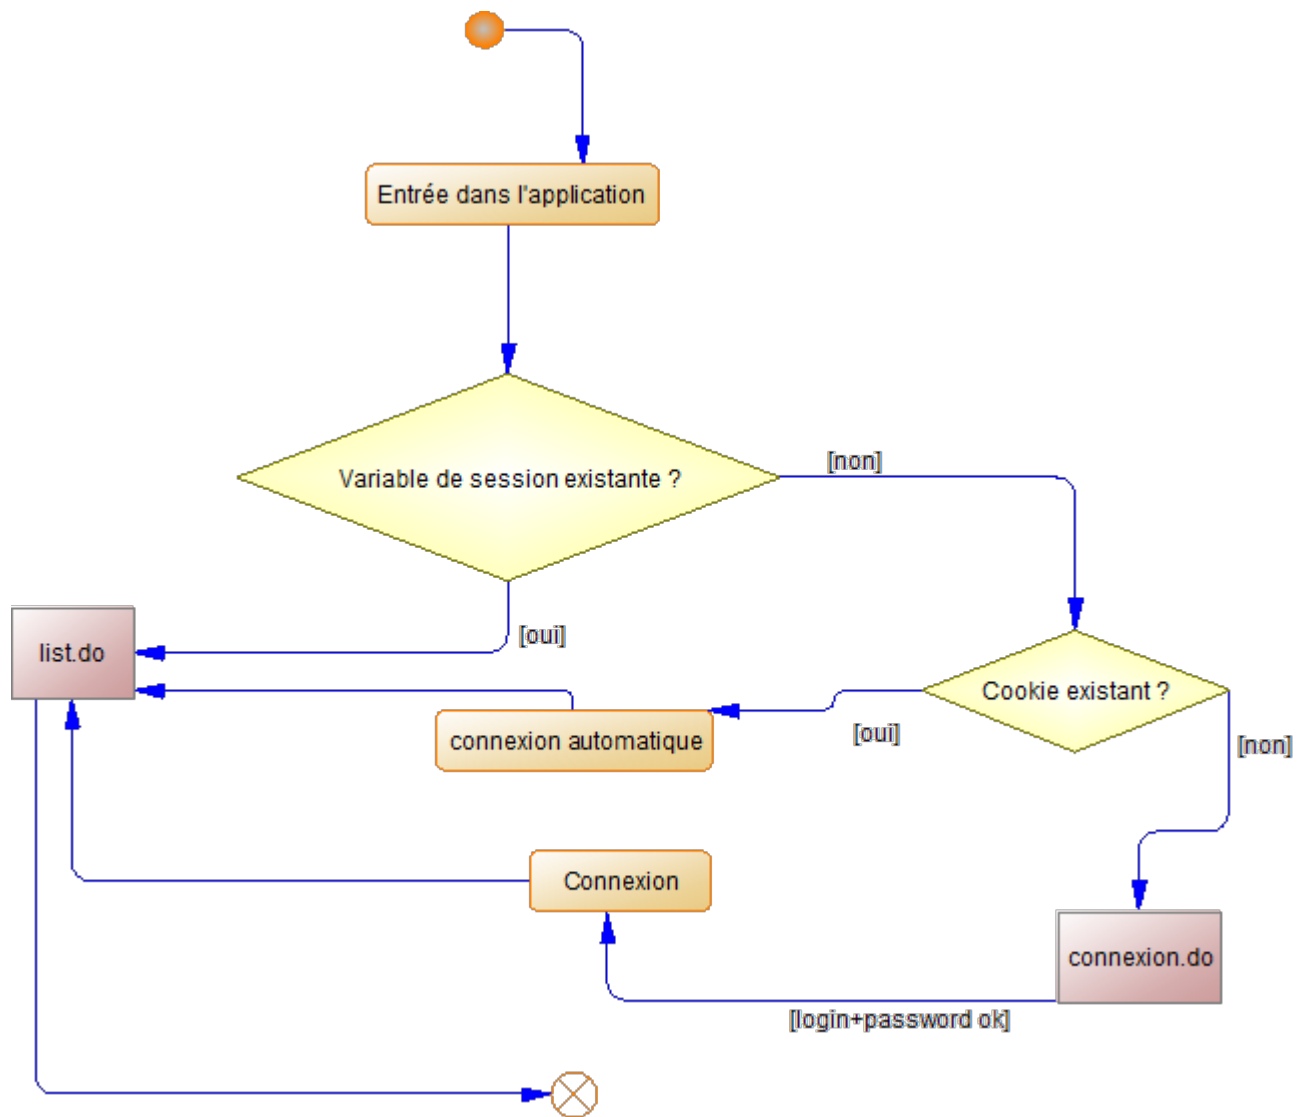 Entrée dans l'application
Variable de session existante ?
[non]
[oui]
list.do
Cookie existant ?
connexion automatique
[oui]
[non]
Connexion
connexion.do
[login+password ok]